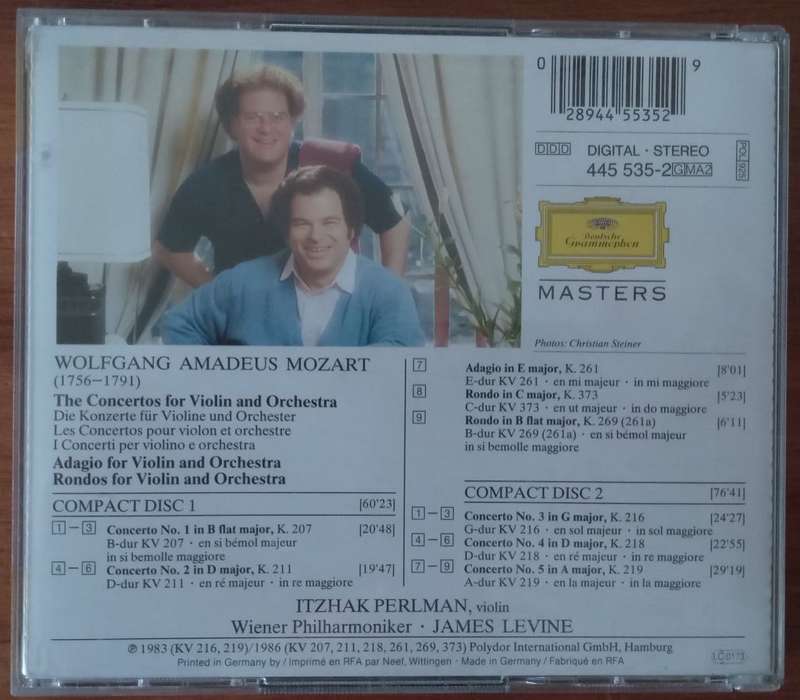 0 28944 55352 9
DDD DIGITAL · STEREO
445 535-2 GMA2
Deutsche
Grammophon
MASTERS
Photos: Christian Steiner
WOLFGANG AMADEUS MOZART
(1756–1791)
The Concertos for Violin and Orchestra
Die Konzerte für Violine und Orchester
Les Concertos pour violon et orchestre
I Concerti per violino e orchestra
Adagio for Violin and Orchestra
Rondos for Violin and Orchestra
COMPACT DISC 1 [60'23]
1 – 3 Concerto No. 1 in B flat major, K. 207 [20'48]
B-dur KV 207 · en si bémol majeur
in si bemolle maggiore
4 – 6 Concerto No. 2 in D major, K. 211 [19'47]
D-dur KV 211 · en ré majeur · in re maggiore
7 Adagio in E major, K. 261 [8'01]
E-dur KV 261 · en mi majeur · in mi maggiore
8 Rondo in C major, K. 373 [5'23]
C-dur KV 373 · en ut majeur · in do maggiore
9 Rondo in B flat major, K. 269 (261a) [6'11]
B-dur KV 269 (261a) · en si bémol majeur
in si bemolle maggiore
COMPACT DISC 2 [76'41]
1 – 3 Concerto No. 3 in G major, K. 216 [24'27]
G-dur KV 216 · en sol majeur · in sol maggiore
4 – 6 Concerto No. 4 in D major, K. 218 [22'55]
D-dur KV 218 · en ré majeur · in re maggiore
7 – 9 Concerto No. 5 in A major, K. 219 [29'19]
A-dur KV 219 · en la majeur · in la maggiore
ITZHAK PERLMAN, violin
Wiener Philharmoniker · JAMES LEVINE
℗ 1983 (KV 216, 219)/1986 (KV 207, 211, 218, 261, 269, 373) Polydor International GmbH, Hamburg
Printed in Germany by / Imprimé en RFA par Neef, Wittingen · Made in Germany / Fabriqué en RFA
LC 0173